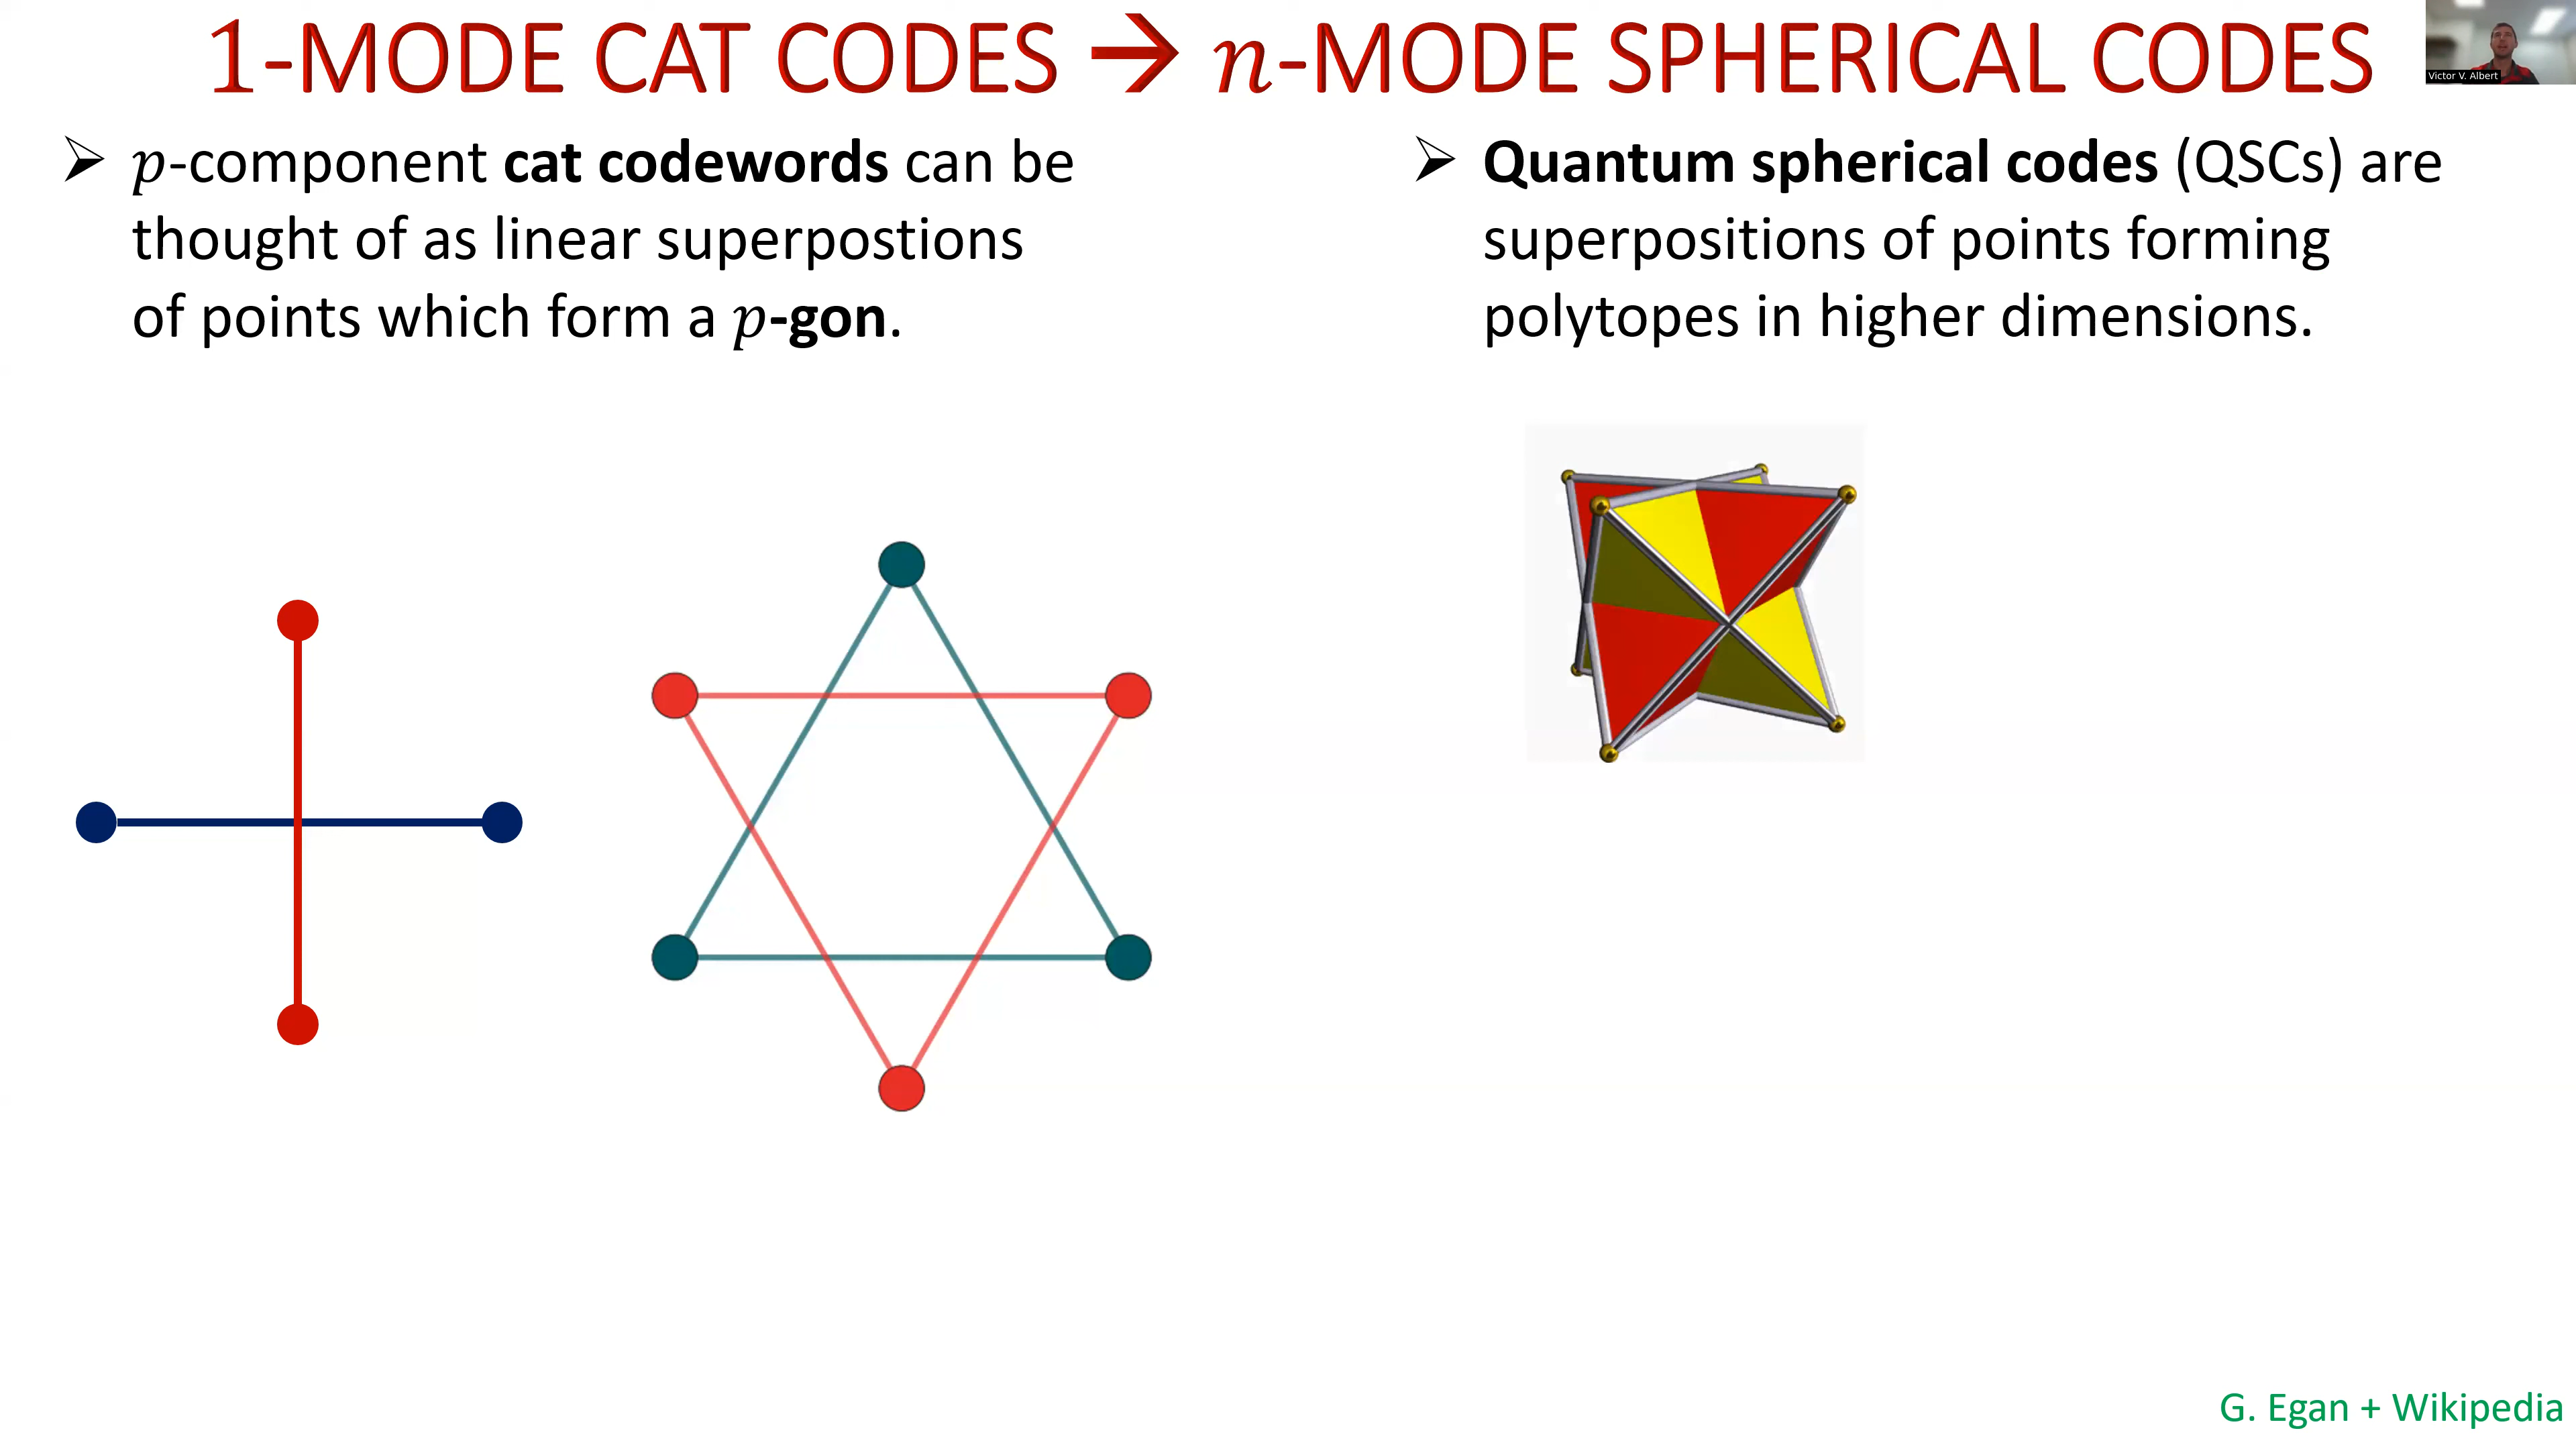 1-MODE CAT CODES → n-MODE SPHERICAL CODES
Victor V. Albert
➢ p-component cat codewords can be
thought of as linear superpostions
of points which form a p-gon.
➢ Quantum spherical codes (QSCs) are
superpositions of points forming
polytopes in higher dimensions.
G. Egan + Wikipedia